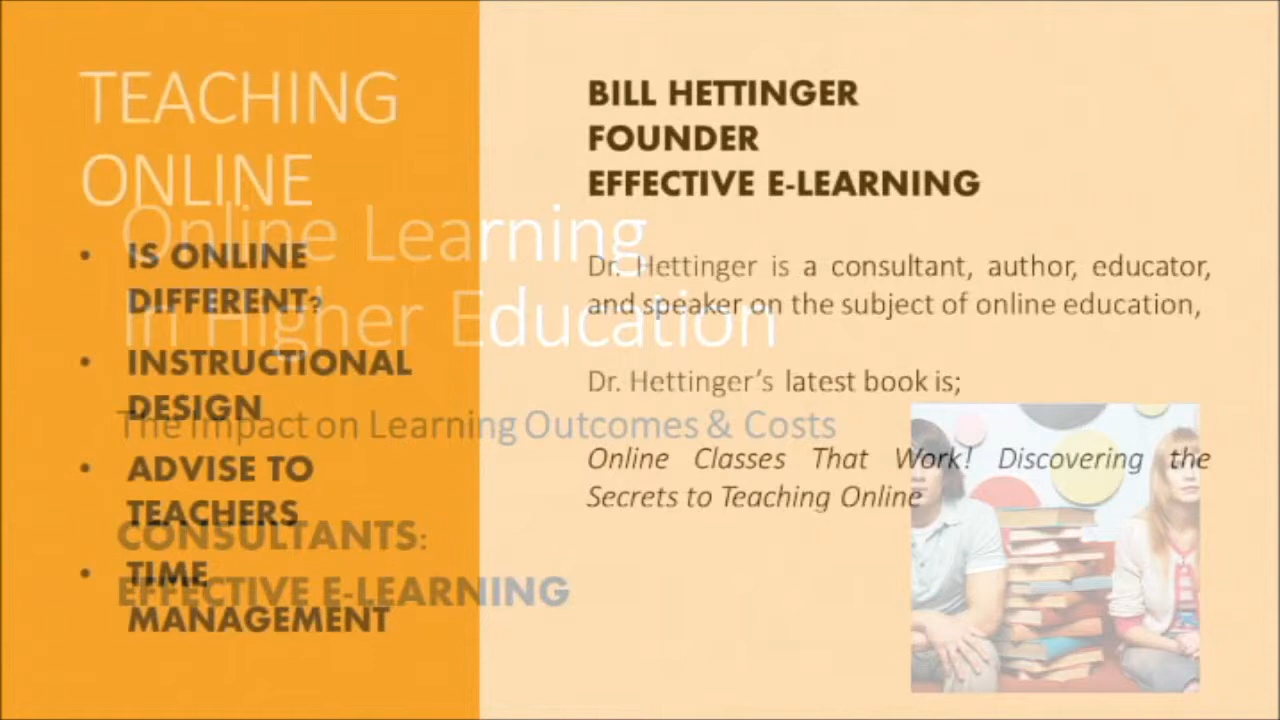 TEACHING
ONLINE
• IS ONLINE
DIFFERENT?
• INSTRUCTIONAL
DESIGN
• ADVISE TO
TEACHERS
• TIME
MANAGEMENT
BILL HETTINGER
FOUNDER
EFFECTIVE E-LEARNING
Dr. Hettinger is a consultant, author, educator,
and speaker on the subject of online education,
Dr. Hettinger’s latest book is;
Online Classes That Work! Discovering the
Secrets to Teaching Online
Online Learning
In Higher Education
The Impact on Learning Outcomes & Costs
CONSULTANTS:
EFFECTIVE E-LEARNING